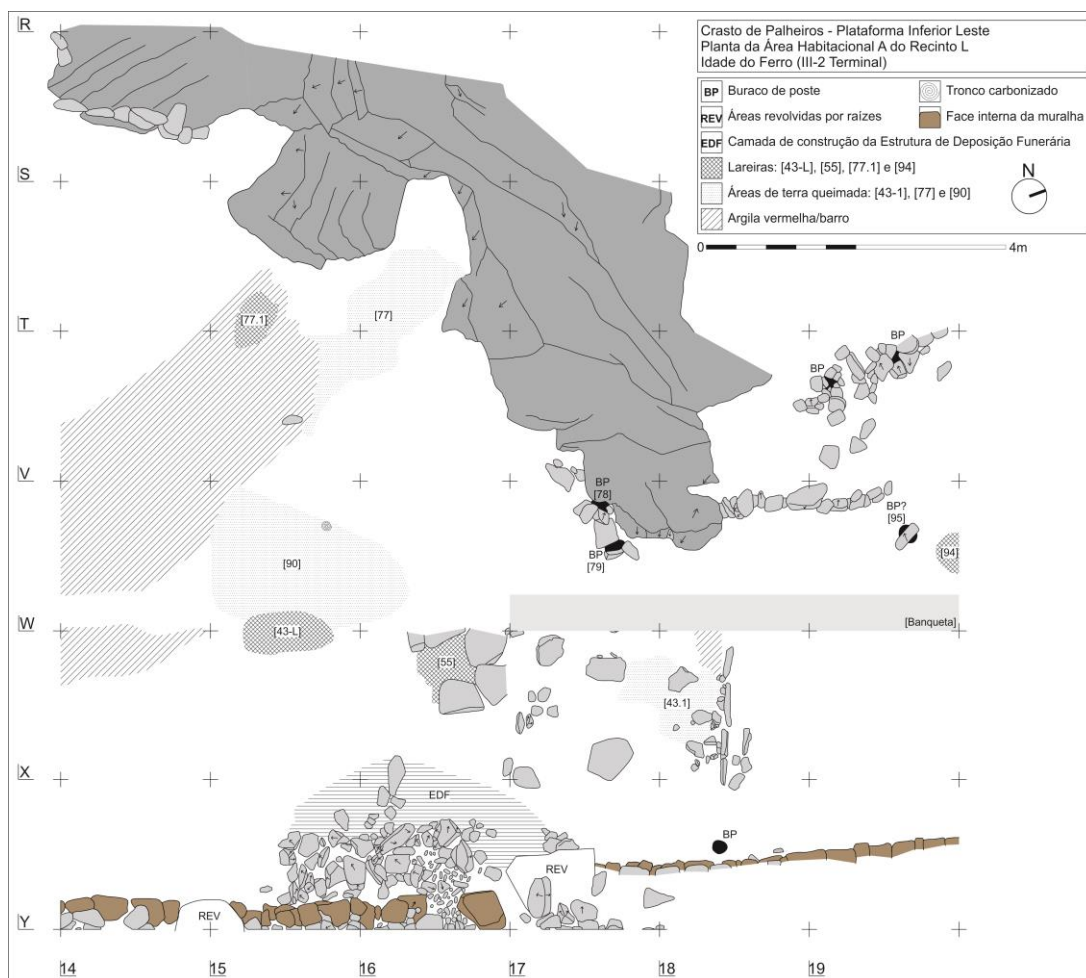 Crasto de Palheiros - Plataforma Inferior Leste
Planta da Área Habitacional A do Recinto L
Idade do Ferro (III-2 Terminal)
BP Buraco de poste
Tronco carbonizado
REV Áreas revolvidas por raízes
Face interna da muralha
EDF Camada de construção da Estrutura de Deposição Funerária
Lareiras: [43-L], [55], [77.1] e [94]
Áreas de terra queimada: [43-1], [77] e [90]
Argila vermelha/barro
N
0 4m
R
S
T
[77.1]
[77]
BP
BP
V
BP
[78]
BP
[79]
BP?
[95]
[94]
[90]
W
[43-L]
[Banqueta]
[55]
[43.1]
X
EDF
BP
REV
REV
Y
14 15 16 17 18 19